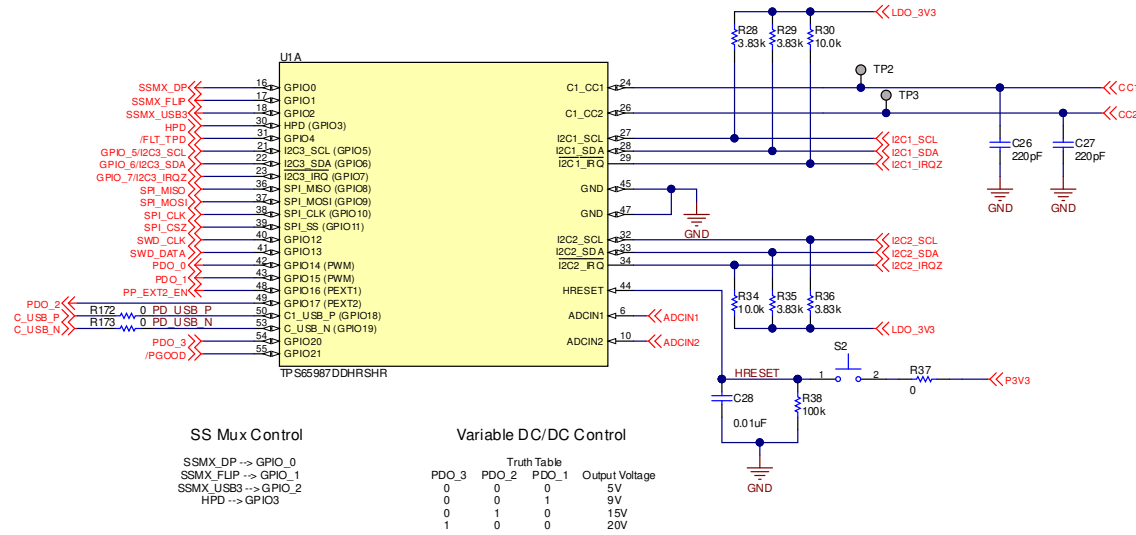 LDO_3V3
R28
3.83k
R29
3.83k
R30
10.0k
U1A
TP2
TP3
SSMX_DP 16 GPIO0 C1_CC1 24 CC1
SSMX_FLIP 17 GPIO1
SSMX_USB3 18 GPIO2 C1_CC2 26 CC2
HPD 30 HPD (GPIO3)
/FLT_TPD 31 GPIO4 I2C1_SCL 27 I2C1_SCL
GPIO_5/I2C3_SCL 21 I2C3_SCL (GPIO5) I2C1_SDA 28 I2C1_SDA
GPIO_6/I2C3_SDA 22 I2C3_SDA (GPIO6) I2C1_IRQ 29 I2C1_IRQZ
GPIO_7/I2C3_IRQZ 23 I2C3_IRQ (GPIO7)
SPI_MISO 36 SPI_MISO (GPIO8) GND 45
SPI_MOSI 37 SPI_MOSI (GPIO9)
SPI_CLK 38 SPI_CLK (GPIO10) GND 47
SPI_CSZ 39 SPI_SS (GPIO11)
SWD_CLK 40 GPIO12 I2C2_SCL 32 I2C2_SCL
SWD_DATA 41 GPIO13 I2C2_SDA 33 I2C2_SDA
PDO_0 42 GPIO14 (PWM) I2C2_IRQ 34 I2C2_IRQZ
PDO_1 43 GPIO15 (PWM)
PP_EXT2_EN 48 GPIO16 (PEXT1) HRESET 44
PDO_2 49 GPIO17 (PEXT2)
C_USB_P R172 0 PD_USB_P 50 C1_USB_P (GPIO18) ADCIN1 6 ADCIN1
C_USB_N R173 0 PD_USB_N 53 C_USB_N (GPIO19)
PDO_3 54 GPIO20 ADCIN2 10 ADCIN2
/PGOOD 55 GPIO21
TPS65987DDHRSHR
C26
220pF
C27
220pF
GND
GND
GND
R34
10.0k
R35
3.83k
R36
3.83k
LDO_3V3
S2
HRESET 1 2 R37 0 P3V3
C28
0.01uF
R38
100k
GND
SS Mux Control
SSMX_DP --> GPIO_0
SSMX_FLIP --> GPIO_1
SSMX_USB3 --> GPIO_2
HPD --> GPIO3
Variable DC/DC Control
Truth Table
PDO_3 PDO_2 PDO_1 Output Voltage
0 0 0 5V
0 0 1 9V
0 1 0 15V
1 0 0 20V